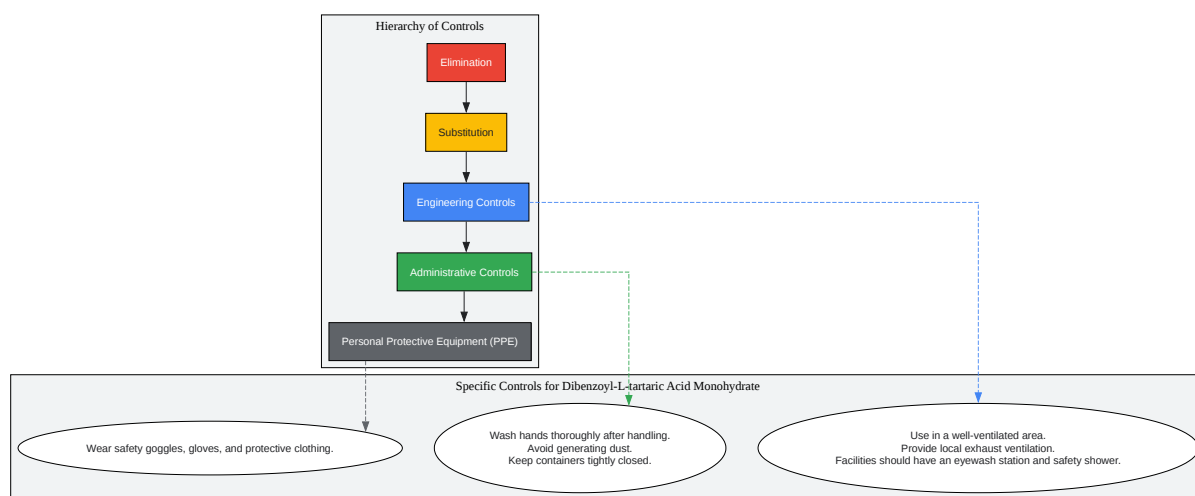 Hierarchy of Controls
Elimination
Substitution
Engineering Controls
Administrative Controls
Personal Protective Equipment (PPE)
Specific Controls for Dibenzoyl-L-tartaric Acid Monohydrate
Wear safety goggles, gloves, and protective clothing.
Wash hands thoroughly after handling.
Avoid generating dust.
Keep containers tightly closed.
Use in a well-ventilated area.
Provide local exhaust ventilation.
Facilities should have an eyewash station and safety shower.